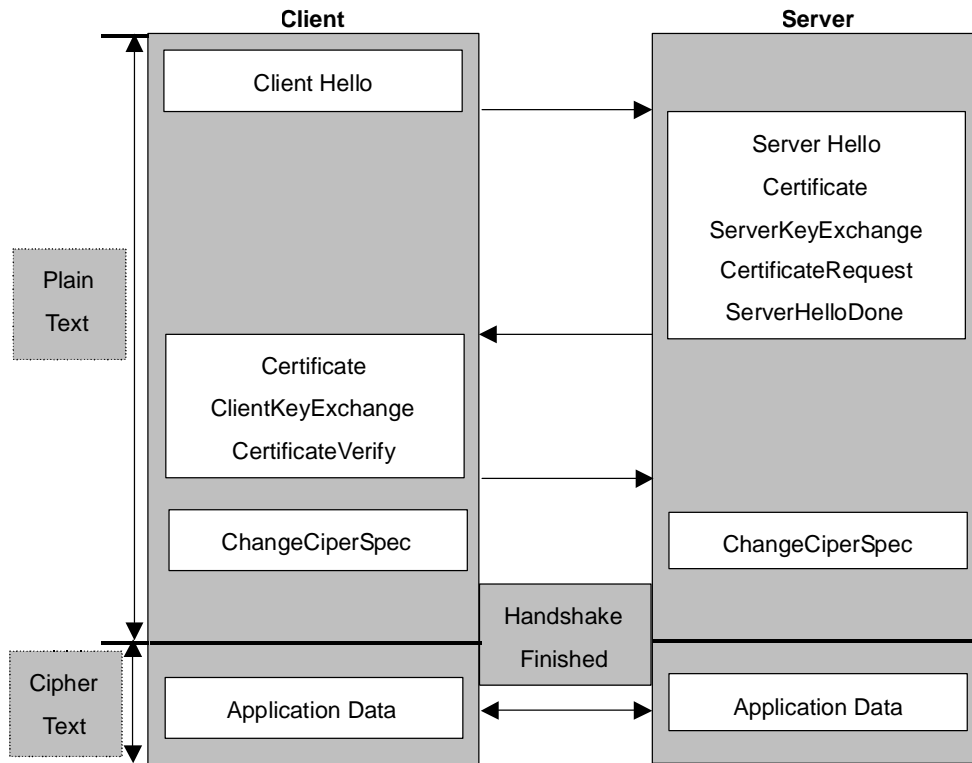 Client
Server
Client Hello
Server Hello
Certificate
ServerKeyExchange
CertificateRequest
ServerHelloDone
Plain
Text
Certificate
ClientKeyExchange
CertificateVerify
ChangeCiperSpec
ChangeCiperSpec
Handshake
Finished
Cipher
Text
Application Data
Application Data